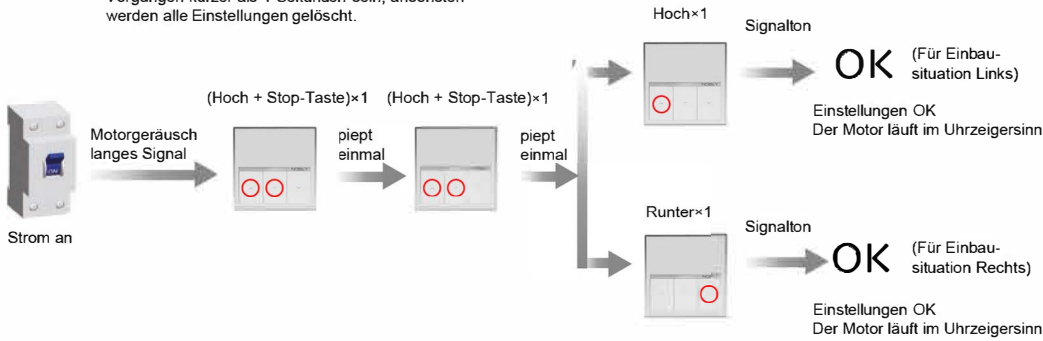 werden alle Einstellungen gelöscht.
Hoch×1
Signalton
OK
(Für Einbau-
situation Links)
Einstellungen OK
Der Motor läuft im Uhrzeigersinn
(Hoch + Stop-Taste)×1
(Hoch + Stop-Taste)×1
Motorgeräusch
langes Signal
piept
einmal
piept
einmal
ON
Strom an
Runter×1
Signalton
OK
(Für Einbau-
situation Rechts)
Einstellungen OK
Der Motor läuft im Uhrzeigersinn